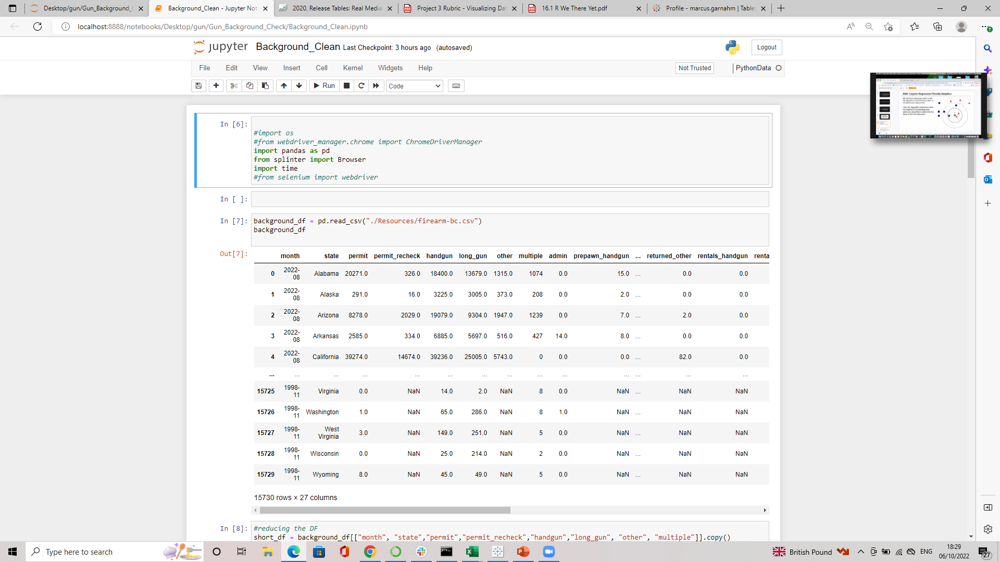 Desktop/gun/Gun_Background_
Background_Clean - Jupyter Not
2020, Release Tables: Real Media
Project 3 Rubric - Visualizing Dat
16.1 R We There Yet.pdf
Profile - marcus.garnahm | Table
localhost:8888/notebooks/Desktop/gun/Gun_Background_Check/Background_Clean.ipynb
jupyter Background_Clean Last Checkpoint: 3 hours ago (autosaved)
Logout
File Edit View Insert Cell Kernel Widgets Help
Not Trusted
PythonData
Run
Code
KNN: Logistic Regression Friendly Neighbor
In [6]:
#import os
#from webdriver_manager.chrome import ChromeDriverManager
import pandas as pd
from splinter import Browser
import time
#from selenium import webdriver
In [ ]:
In [7]: background_df = pd.read_csv("./Resources/firearm-bc.csv")
background_df
Out[7]:
month state permit permit_recheck handgun long_gun other multiple admin prepawn_handgun ... returned_other rentals_handgun renta
0 2022-08 Alabama 20271.0 326.0 18400.0 13679.0 1315.0 1074 0.0 15.0 ... 0.0 0.0
1 2022-08 Alaska 291.0 16.0 3225.0 3005.0 373.0 208 0.0 2.0 ... 0.0 0.0
2 2022-08 Arizona 8278.0 2029.0 19079.0 9304.0 1947.0 1239 0.0 7.0 ... 2.0 0.0
3 2022-08 Arkansas 2585.0 334.0 6885.0 5697.0 516.0 427 14.0 8.0 ... 0.0 0.0
4 2022-08 California 39274.0 14674.0 39236.0 25005.0 5743.0 0 0.0 0.0 ... 82.0 0.0
... ... ... ... ... ... ... ... ... ... ... ... ... ...
15725 1998-11 Virginia 0.0 NaN 14.0 2.0 NaN 8 0.0 NaN ... NaN NaN
15726 1998-11 Washington 1.0 NaN 65.0 286.0 NaN 8 1.0 NaN ... NaN NaN
15727 1998-11 West Virginia 3.0 NaN 149.0 251.0 NaN 5 0.0 NaN ... NaN NaN
15728 1998-11 Wisconsin 0.0 NaN 25.0 214.0 NaN 2 0.0 NaN ... NaN NaN
15729 1998-11 Wyoming 8.0 NaN 45.0 49.0 NaN 5 0.0 NaN ... NaN NaN
15730 rows × 27 columns
In [8]: #reducing the DF
short_df = background_df[["month", "state","permit","permit_recheck","handgun","long_gun", "other", "multiple"]].copy()
Type here to search
British Pound
ENG
18:29
06/10/2022
27